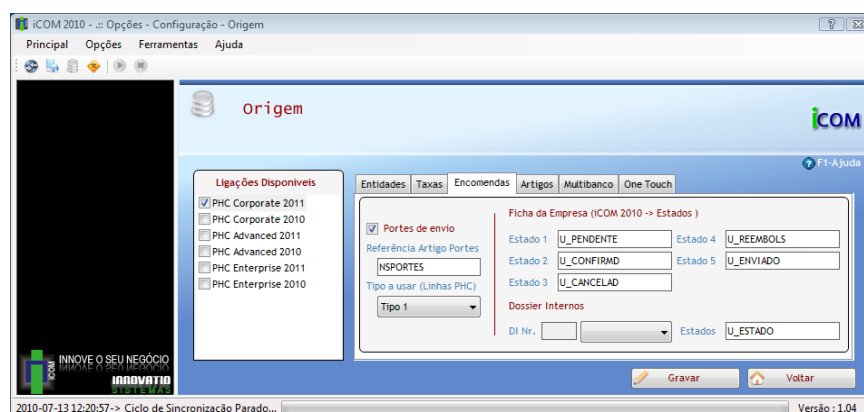 iCOM 2010 - .:: Opções - Configuração - Origem
Principal Opções Ferramentas Ajuda
Origem
iCOM
F1-Ajuda
Ligações Disponiveis
PHC Corporate 2011
PHC Corporate 2010
PHC Advanced 2011
PHC Advanced 2010
PHC Enterprise 2011
PHC Enterprise 2010
Entidades Taxas Encomendas Artigos Multibanco One Touch
Portes de envio
Referência Artigo Portes
NSPORTES
Tipo a usar (Linhas PHC)
Tipo 1
Ficha da Empresa (iCOM 2010 -> Estados )
Estado 1 U_PENDENTE Estado 4 U_REEMBOLS
Estado 2 U_CONFIRMD Estado 5 U_ENVIADO
Estado 3 U_CANCELAD
Dossier Internos
DI Nr. Estados U_ESTADO
Gravar Voltar
iCOM
INNOVE O SEU NEGÓCIO
INNOVATIO
SISTEMAS
2010-07-13 12:20:57-> Ciclo de Sincronização Parado...
Versão : 1.04